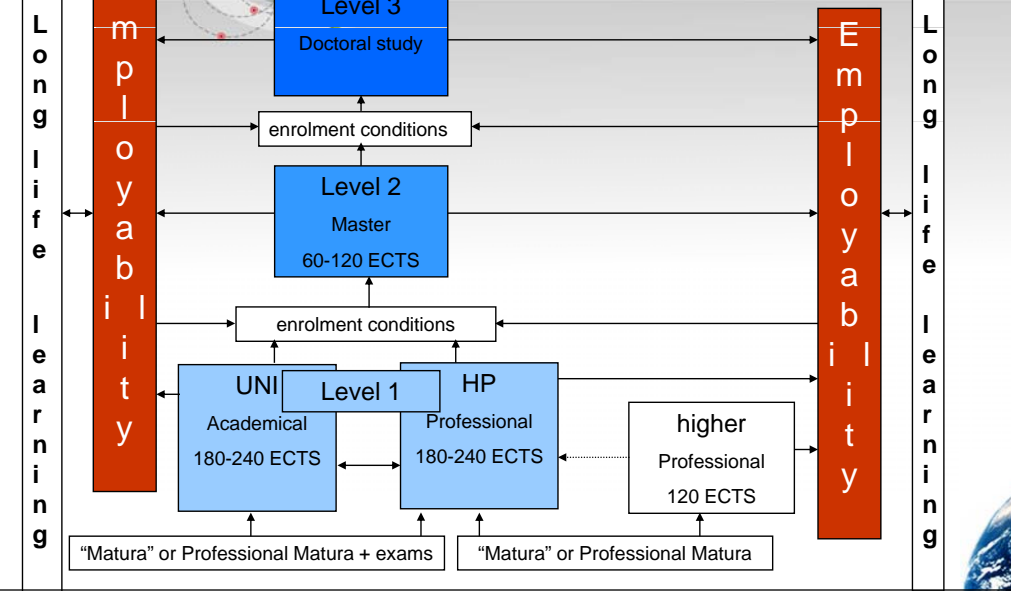 Long life learning
mployability
Level 3
Doctoral study
enrolment conditions
Level 2
Master
60-120 ECTS
enrolment conditions
UNI
Academical
180-240 ECTS
Level 1
HP
Professional
180-240 ECTS
higher
Professional
120 ECTS
"Matura" or Professional Matura + exams
"Matura" or Professional Matura
Employability
Long life learning